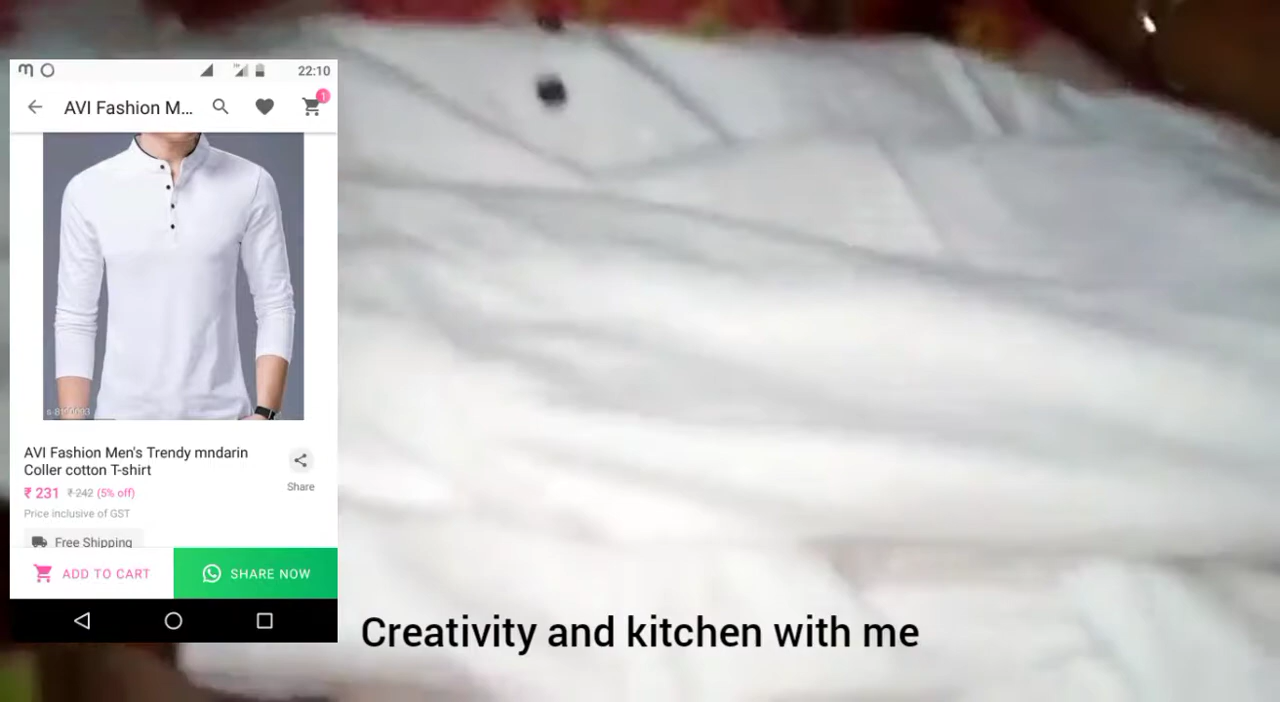 22:10
AVI Fashion M...
1
AVI Fashion Men's Trendy mndarin
Coller cotton T-shirt
Share
₹ 231 ₹ 242 (5% off)
Price inclusive of GST
Free Shipping
ADD TO CART
SHARE NOW
Creativity and kitchen with me